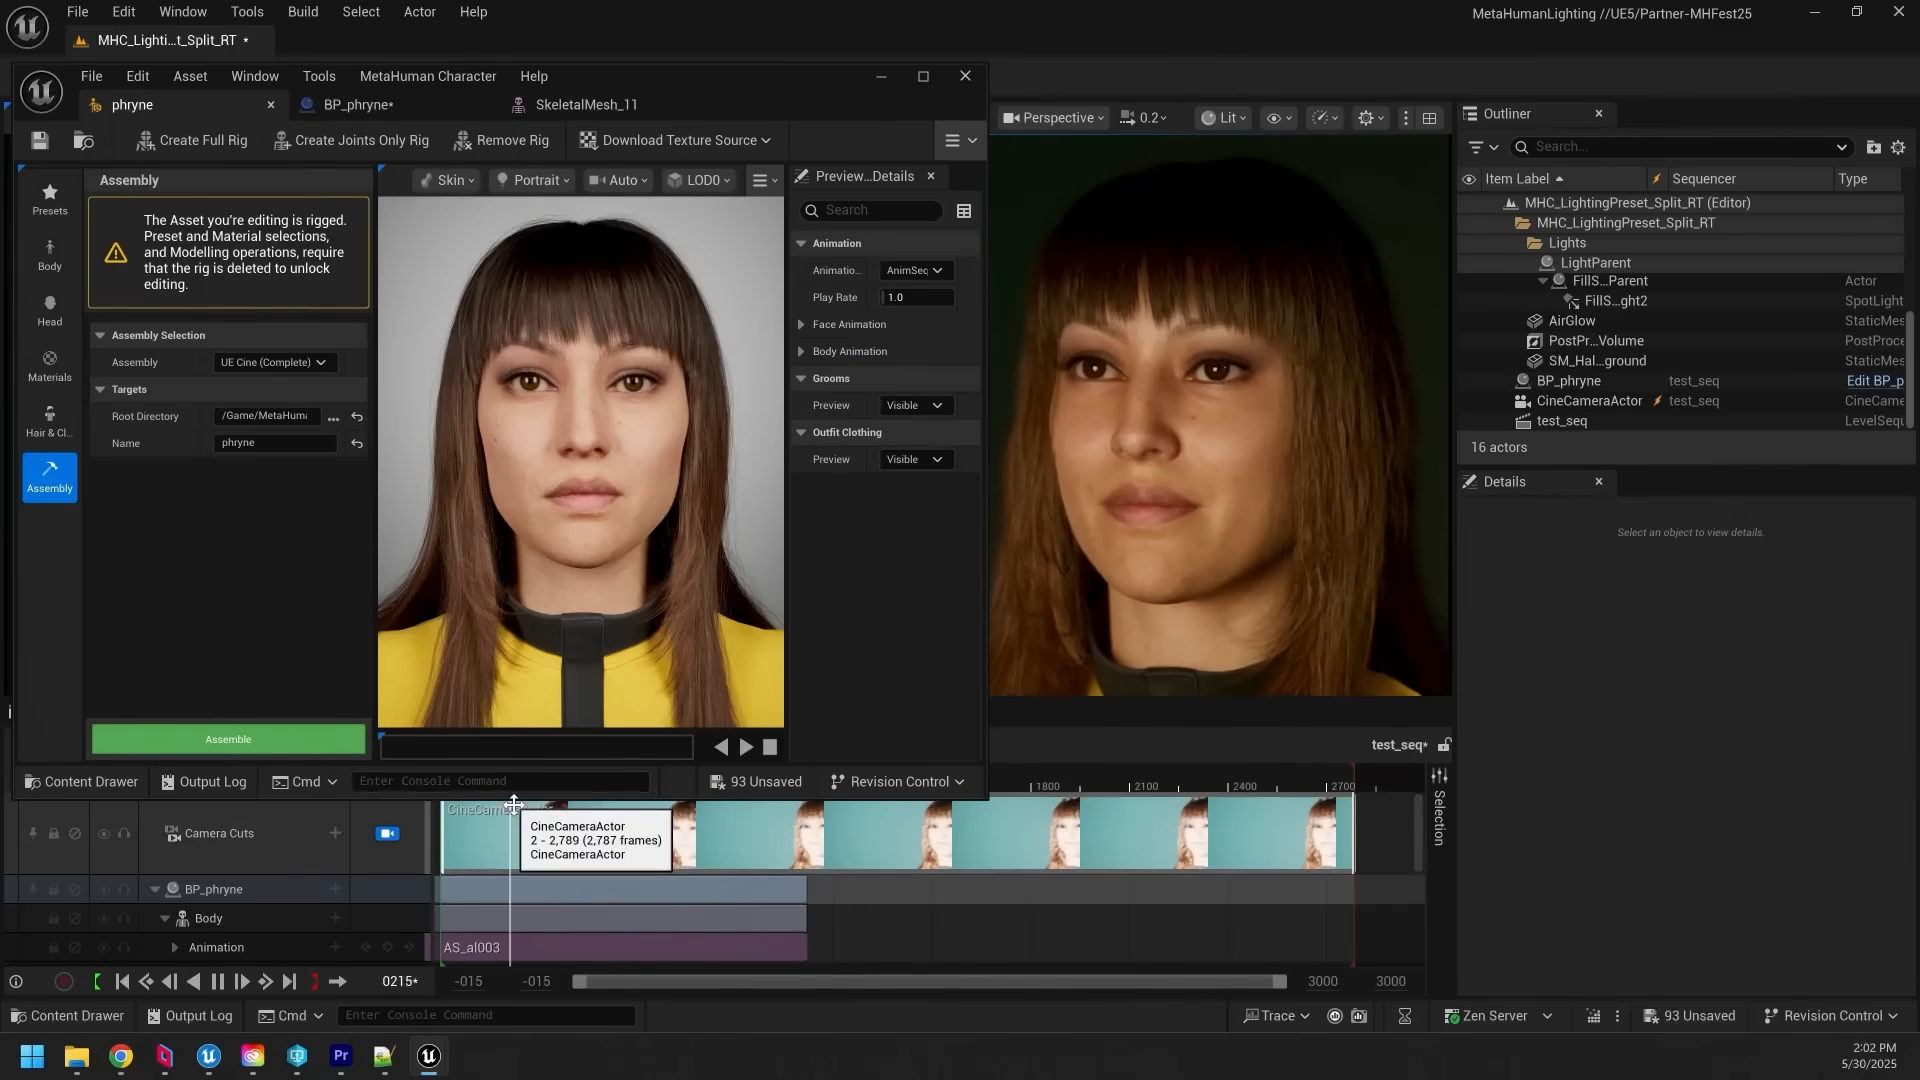 File Edit Window Tools Build Select Actor Help
MetaHumanLighting //UE5/Partner-MHFest25
MHC_Lighti...t_Split_RT •
File Edit Asset Window Tools MetaHuman Character Help
phryne
BP_phryne*
SkeletalMesh_11
Create Full Rig
Create Joints Only Rig
Remove Rig
Download Texture Source
Presets
Body
Head
Materials
Hair & Cl...
Assembly
Assembly
The Asset you're editing is rigged.
Preset and Material selections,
and Modelling operations, require
that the rig is deleted to unlock
editing.
Assembly Selection
Assembly UE Cine (Complete)
Targets
Root Directory /Game/MetaHuma
Name phryne
Assemble
Skin Portrait Auto LOD0
Preview...Details
Search
Animation
Animatio... AnimSeq
Play Rate 1.0
Face Animation
Body Animation
Grooms
Preview Visible
Outfit Clothing
Preview Visible
Content Drawer Output Log Cmd Enter Console Command 93 Unsaved Revision Control
Perspective 0.2 Lit
Outliner
Search...
Item Label Sequencer Type
MHC_LightingPreset_Split_RT (Editor)
MHC_LightingPreset_Split_RT
Lights
LightParent
FillS...Parent Actor
FillS...ght2 SpotLight
AirGlow StaticMes
PostPr...Volume PostProce
SM_Hal...ground StaticMes
BP_phryne test_seq Edit BP_p
CineCameraActor test_seq CineCame
test_seq LevelSequ
16 actors
Details
Select an object to view details.
test_seq*
1800 2100 2400 2700
Selection
Camera Cuts
CineCameraActor
2 - 2,789 (2,787 frames)
CineCameraActor
BP_phryne
Body
Animation
AS_al003
0215* -015 -015 3000 3000
Content Drawer Output Log Cmd Enter Console Command Trace Zen Server 93 Unsaved Revision Control
Pr
2:02 PM
5/30/2025